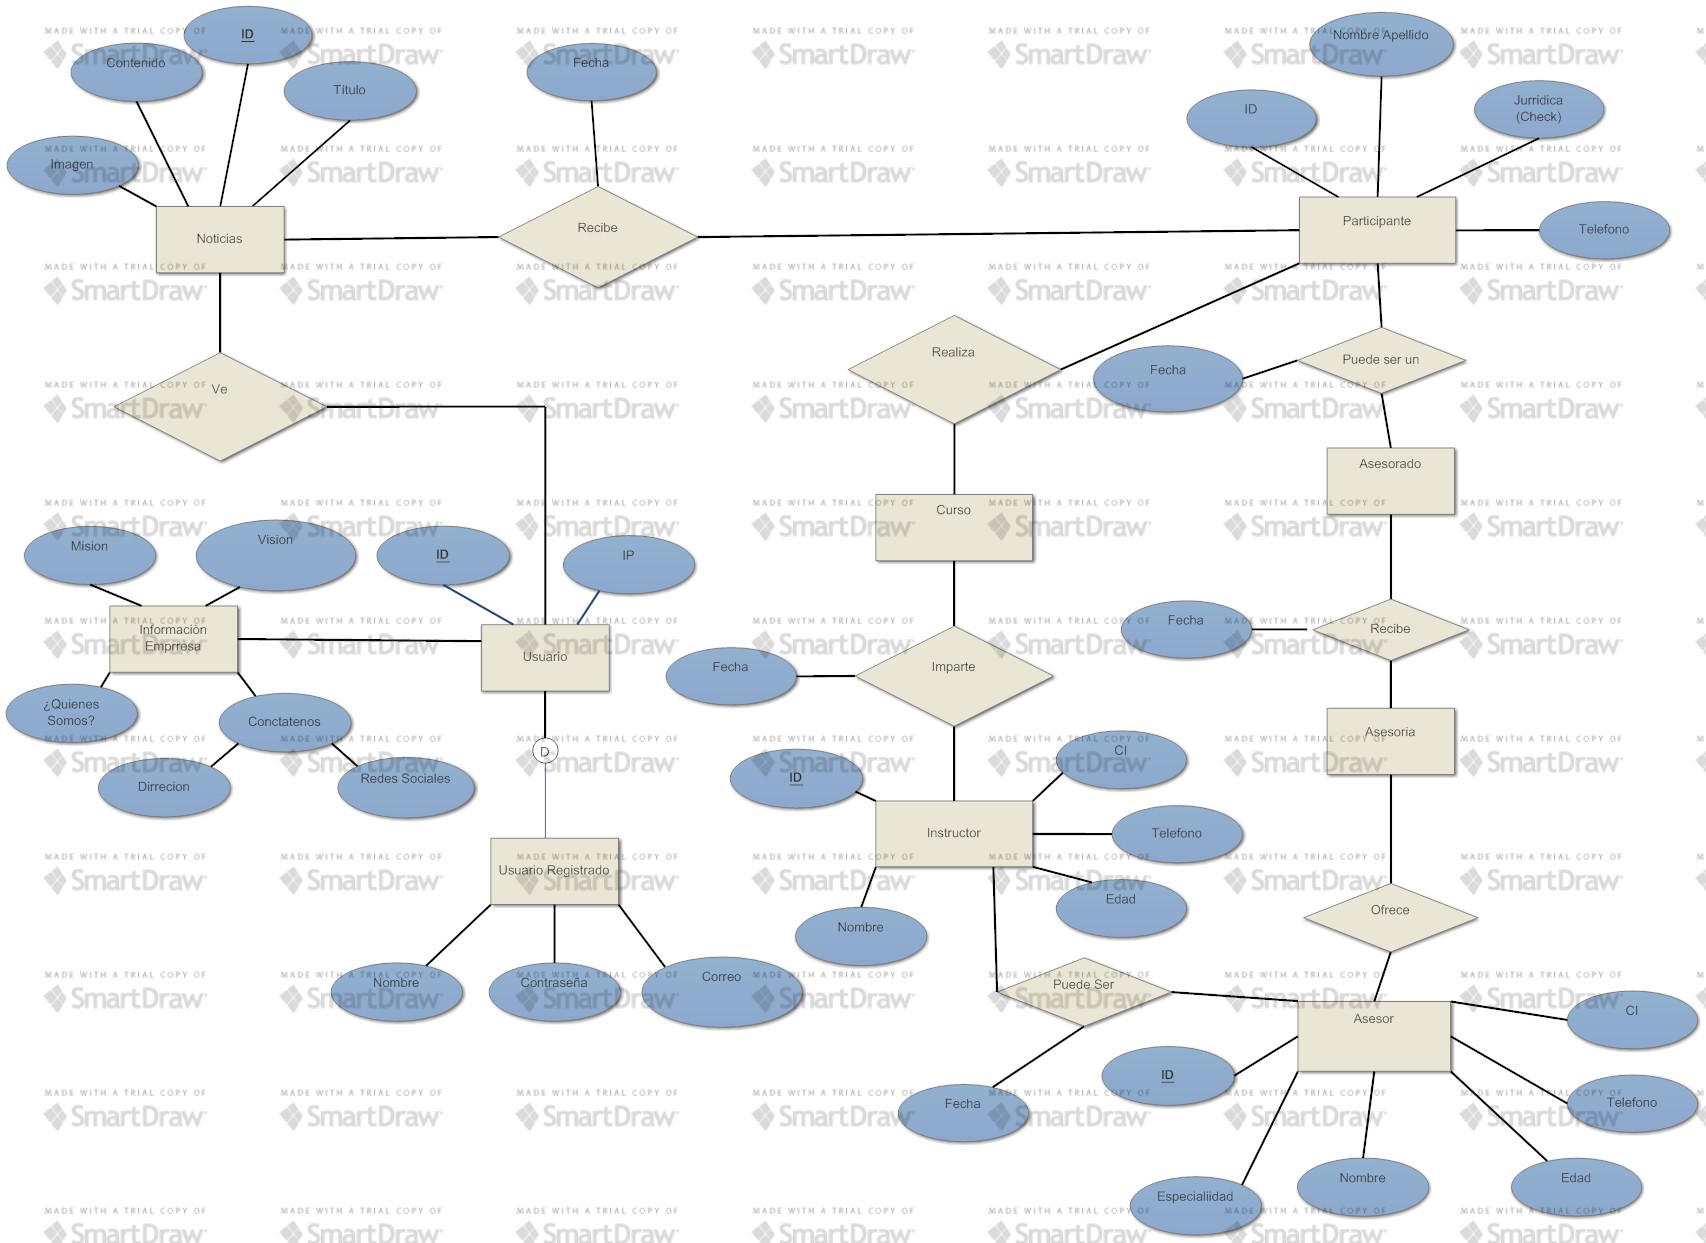 ID
Contenido
Título
Imagen
Noticias
Fecha
Recibe
Nombre Apellido
ID
Jurridica
(Check)
Participante
Telefono
Ve
Realiza
Fecha
Puede ser un
Asesorado
Curso
Mision
Vision
ID
IP
Información
Emprresa
Usuario
Fecha
Imparte
Fecha
Recibe
¿Quienes
Somos?
Conctatenos
Dirrecion
Redes Sociales
D
Asesoria
ID
CI
Instructor
Telefono
Edad
Nombre
Usuario Registrado
Nombre
Contraseña
Correo
Ofrece
Puede Ser
Fecha
Asesor
CI
ID
Telefono
Especialiidad
Nombre
Edad
MADE WITH A TRIAL COPY OF
SmartDraw